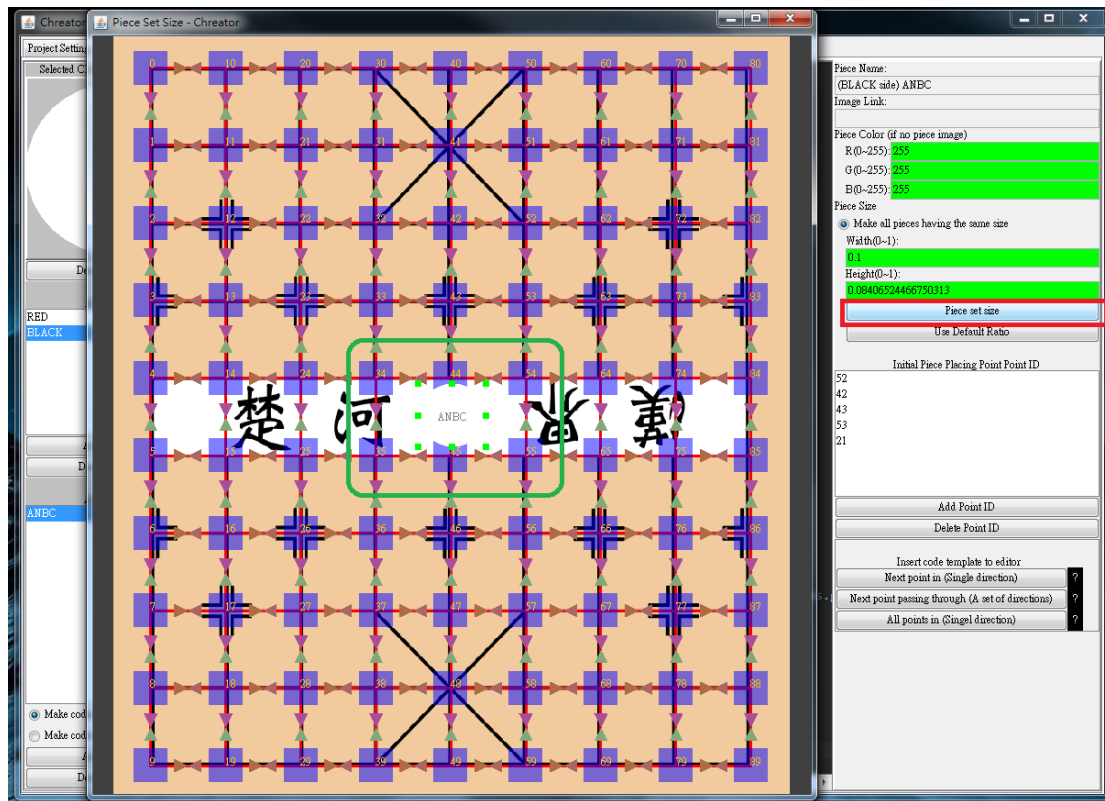 Chreator
Piece Set Size - Chreator
Project Setting
Selected C
De
RED
BLACK
A
D
A
ANBC
Make cod
Make cod
A
D
0 10 20 30 40 50 60 70 80
1 11 21 31 41 51 61 71 81
2 12 22 32 42 52 62 72 82
3 13 23 33 43 53 63 73 83
4 14 24 34 44 54 64 74 84
楚 河 ANBC 界 漢
5 15 25 35 45 55 65 75 85
6 16 26 36 46 56 66 76 86
7 17 27 37 47 57 67 77 87
8 18 28 38 48 58 68 78 88
9 19 29 39 49 59 69 79 89
Piece Name:
(BLACK side) ANBC
Image Link:
Piece Color (if no piece image)
R(0~255): 255
G(0~255): 255
B(0~255): 255
Piece Size
Make all pieces having the same size
Width(0~1):
0.1
Height(0~1):
0.08406524466750313
Piece set size
Use Default Ratio
Initial Piece Placing Point Point ID
52
42
43
53
21
Add Point ID
Delete Point ID
Insert code template to editor
Next point in (Single direction) ?
Next point passing through (A set of directions) ?
All points in (Singel direction) ?